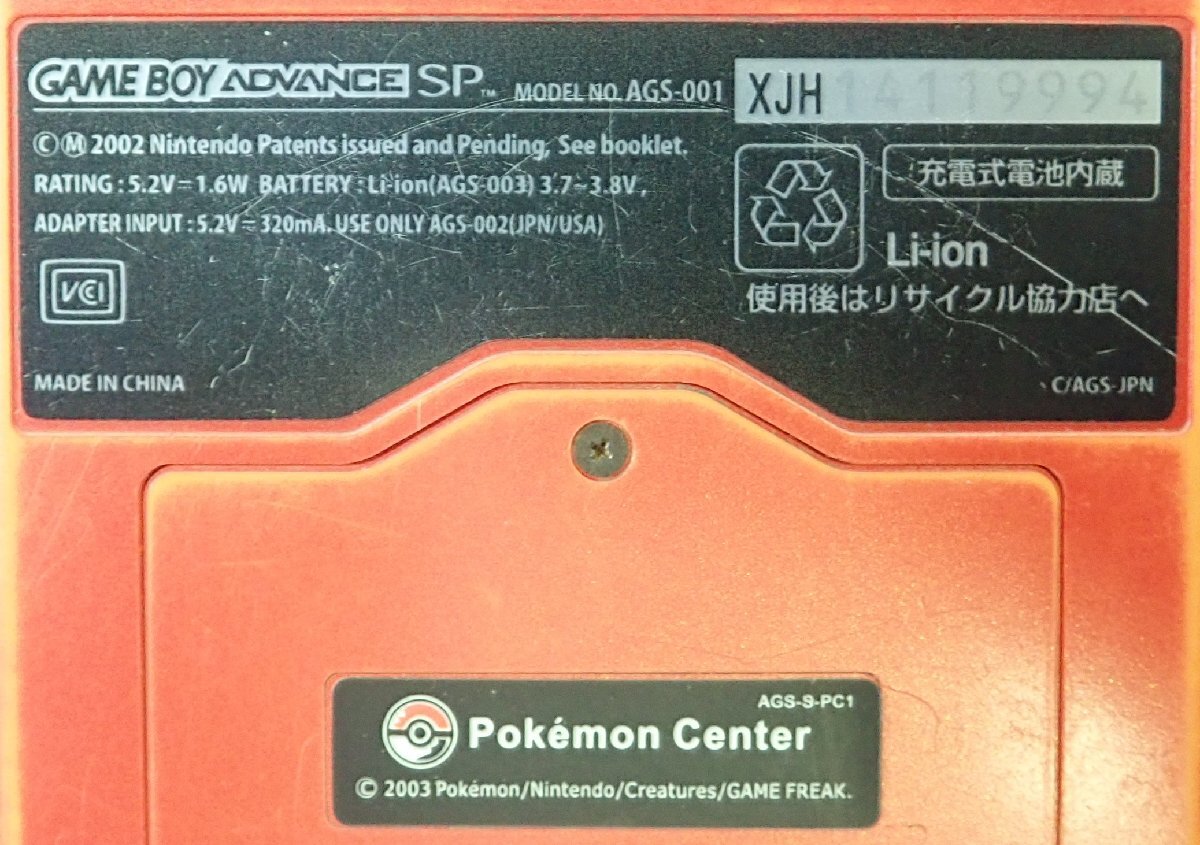 GAME BOY ADVANCE SP™ MODEL NO. AGS-001
XJH 14119994
©Ⓜ 2002 Nintendo Patents issued and Pending, See booklet.
RATING : 5.2V⎓1.6W BATTERY : Li-ion(AGS-003) 3.7~3.8V,
ADAPTER INPUT : 5.2V⎓320mA. USE ONLY AGS-002(JPN/USA)
VCI
MADE IN CHINA
充電式電池内蔵
Li-ion
使用後はリサイクル協力店へ
C/AGS-JPN
AGS-S-PC1
Pokémon Center
© 2003 Pokémon/Nintendo/Creatures/GAME FREAK.